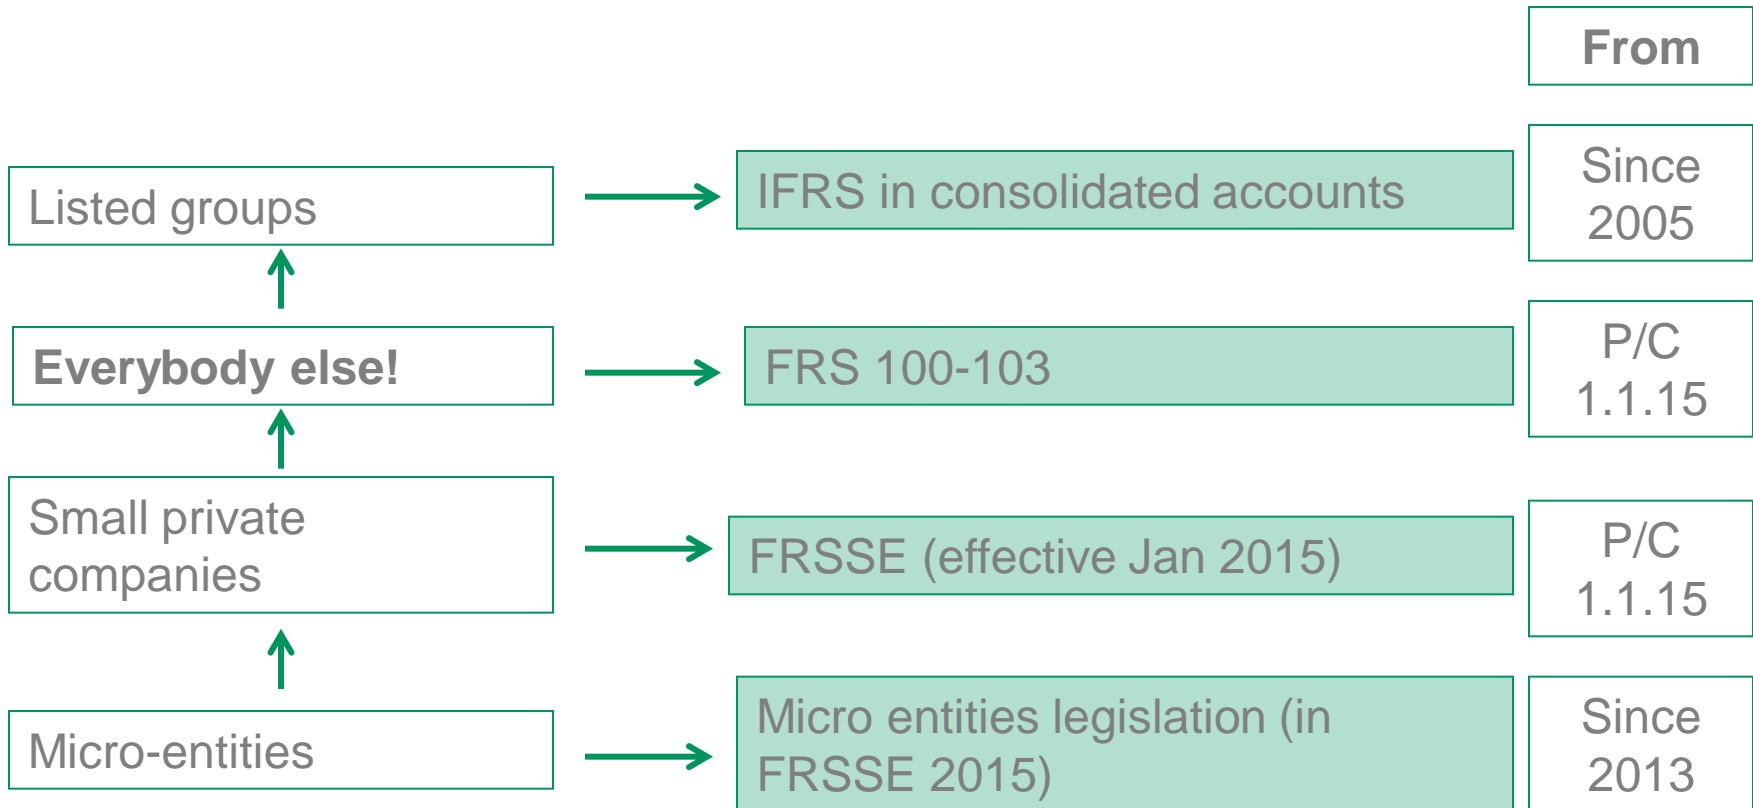 From
Listed groups
IFRS in consolidated accounts
Since
2005
Everybody else!
FRS 100-103
P/C
1.1.15
Small private
companies
FRSSE (effective Jan 2015)
P/C
1.1.15
Micro-entities
Micro entities legislation (in
FRSSE 2015)
Since
2013